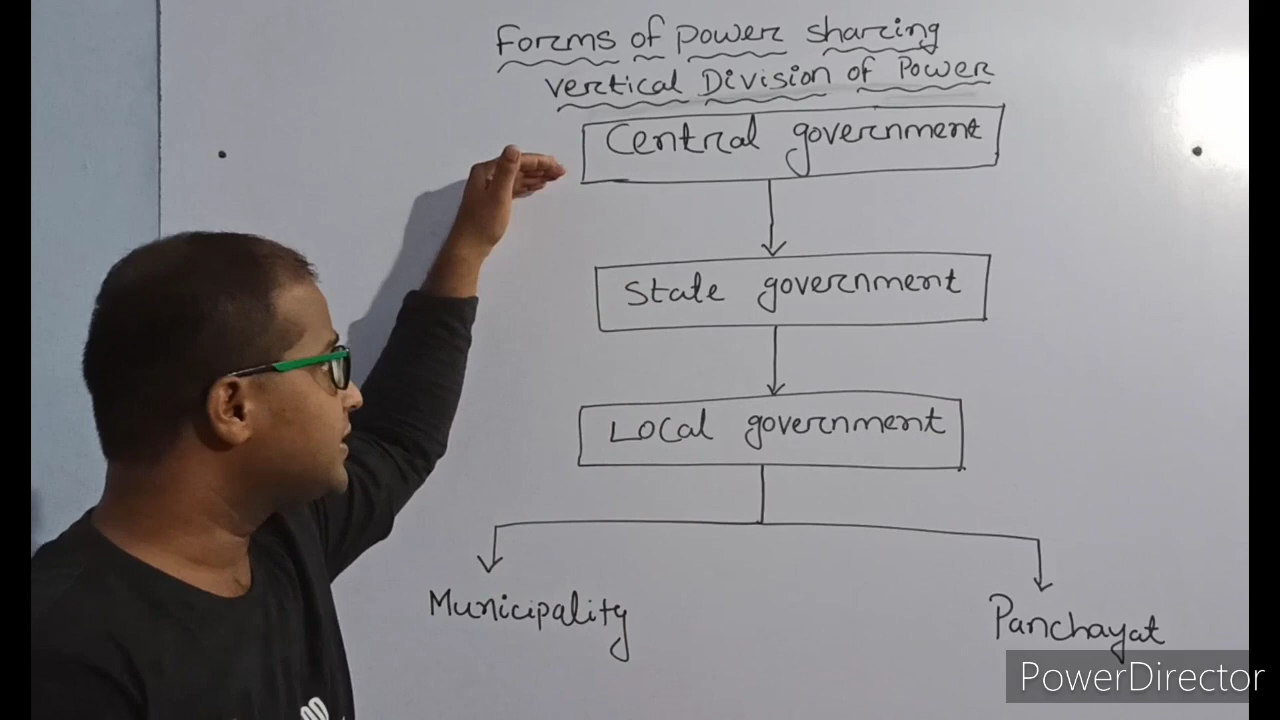 Forms of power sharing
vertical Division of Power
Central government
State government
Local government
Municipality
Panchayat
PowerDirector